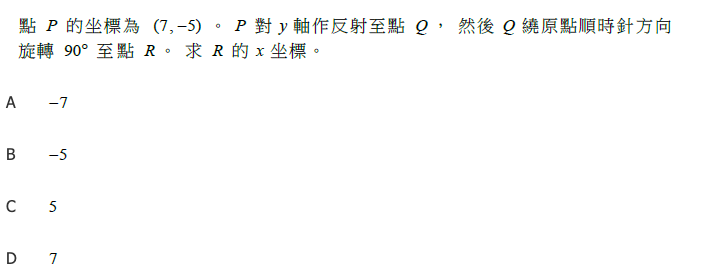 點 P 的坐標為 (7, −5) 。 P 對 y 軸作反射至點 Q ， 然後 Q 繞原點順時針方向
旋轉 90° 至點 R 。 求 R 的 x 坐標。
A −7
B −5
C 5
D 7